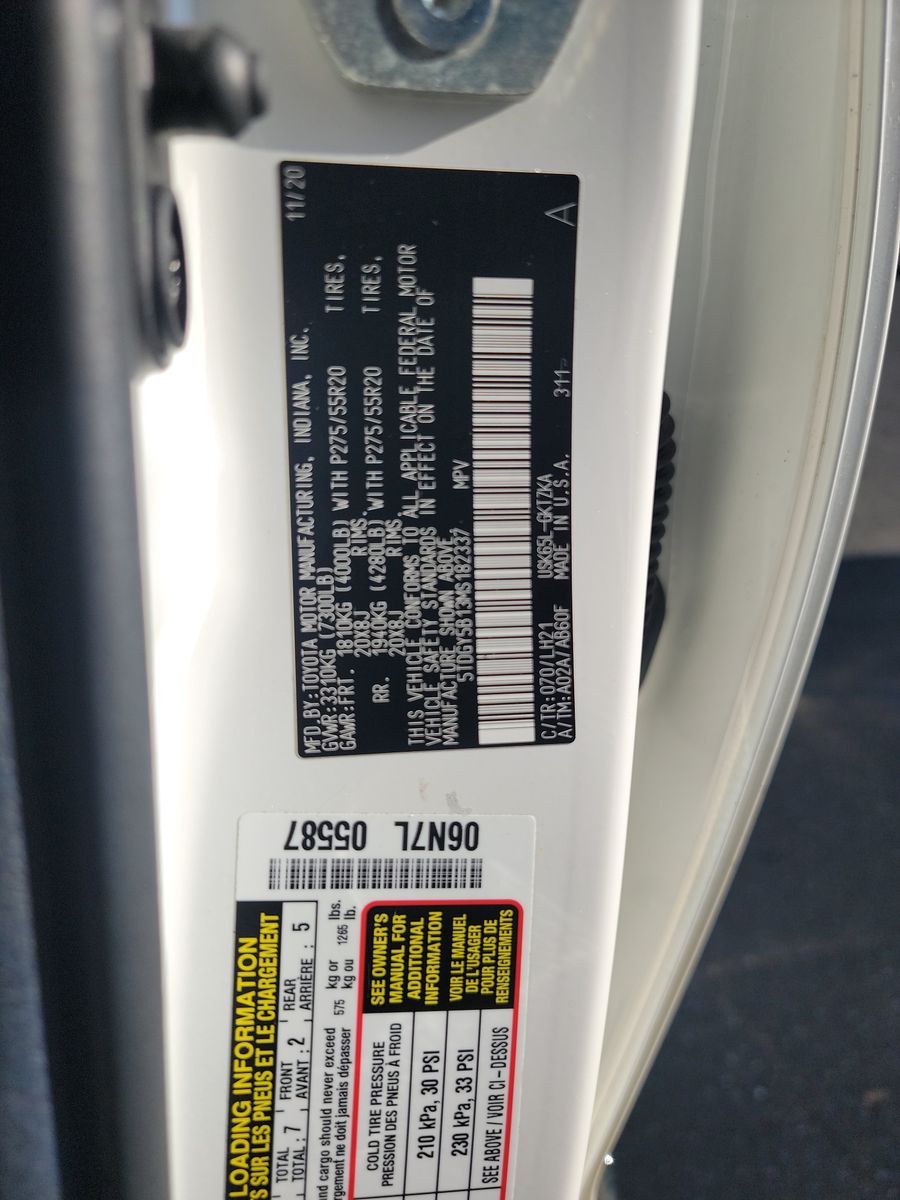 11/20
MFD.BY:TOYOTA MOTOR MANUFACTURING, INDIANA, INC.
GVWR:3310KG (7300LB)
GAWR:FRT. 1810KG (4000LB) WITH P275/55R20 TIRES,
20X8J RIMS.
RR. 1940KG (4280LB) WITH P275/55R20 TIRES,
20X8J RIMS
THIS VEHICLE CONFORMS TO ALL APPLICABLE FEDERAL MOTOR
VEHICLE SAFETY STANDARDS IN EFFECT ON THE DATE OF
MANUFACTURE SHOWN ABOVE.
5TDGY5B13MS182337 MPV
C/TR:070/LH21 USK65L-GKTZKA
A/TM:A02A/AB60F MADE IN U.S.A. 311 A
06N7L 05587
LOADING INFORMATION
SUR LES PNEUS ET LE CHARGEMENT
TOTAL 7 FRONT 2 REAR 5
TOTAL : AVANT : ARRIÈRE :
and cargo should never exceed 575 kg or 1265 lbs.
ne doit jamais dépasser kg ou lb.
COLD TIRE PRESSURE
PRESSION DES PNEUS À FROID
210 kPa, 30 PSI
230 kPa, 33 PSI
SEE ABOVE / VOIR CI-DESSUS
SEE OWNER'S
MANUAL FOR
ADDITIONAL
INFORMATION
VOIR LE MANUEL
DE L'USAGER
POUR PLUS DE
RENSEIGNEMENTS